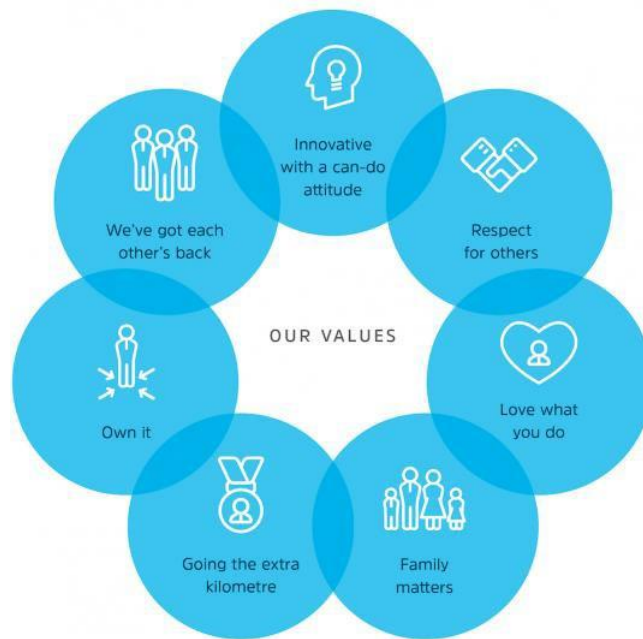 Innovative
with a can-do
attitude
We've got each
other's back
Respect
for others
OUR VALUES
Own it
Love what
you do
Going the extra
kilometre
Family
matters